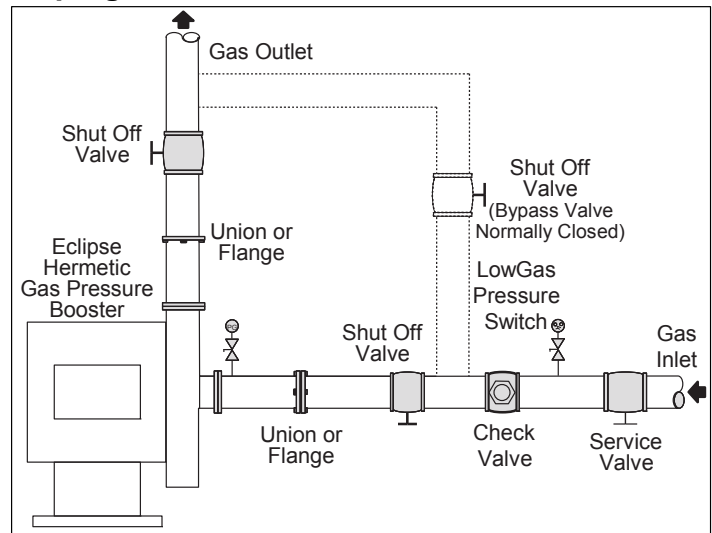 Gas Outlet
Shut Off
Valve
Shut Off
Valve
(Bypass Valve
Normally Closed)
Union or
Flange
Eclipse
Hermetic
Gas Pressure
Booster
LowGas
Pressure
Switch
Shut Off
Valve
Gas
Inlet
PG
Union or
Flange
Check
Valve
Service
Valve